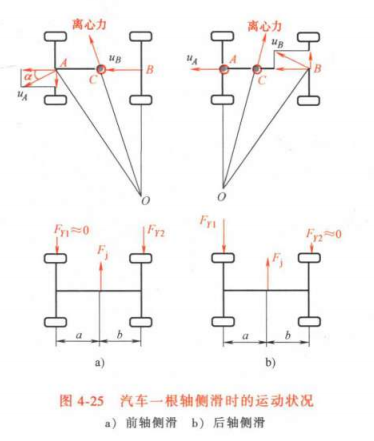 离心力
离心力
A
α
u_A
C
u_B
B
O
u_A
A
C
u_B
B
O
F_Y1≈0
F_Y2
F_j
a
b
a)
F_Y1
F_Y2≈0
F_j
a
b
b)
图 4-25 汽车一根轴侧滑时的运动状况
a) 前轴侧滑 b) 后轴侧滑